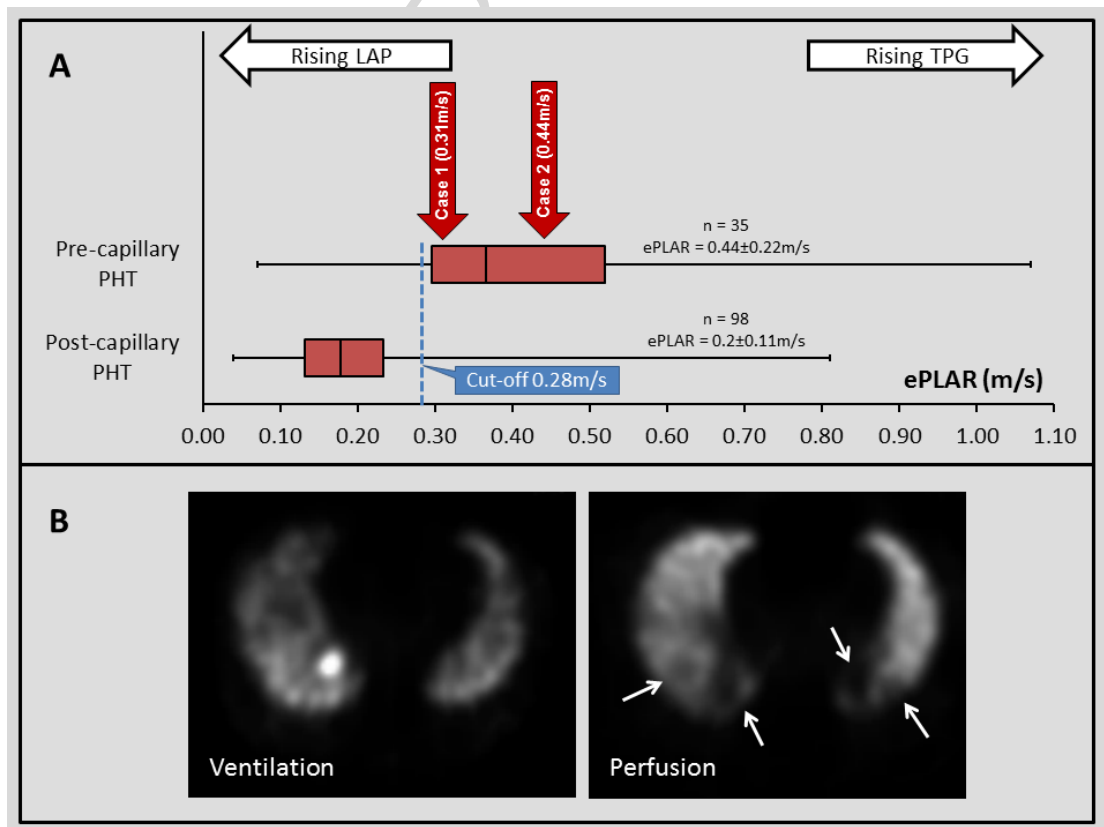 A
Rising LAP
Rising TPG
Case 1 (0.31m/s)
Case 2 (0.44m/s)
Pre-capillary
PHT
n = 35
ePLAR = 0.44±0.22m/s
Post-capillary
PHT
n = 98
ePLAR = 0.2±0.11m/s
Cut-off 0.28m/s
ePLAR (m/s)
0.00 0.10 0.20 0.30 0.40 0.50 0.60 0.70 0.80 0.90 1.00 1.10
B
Ventilation
Perfusion